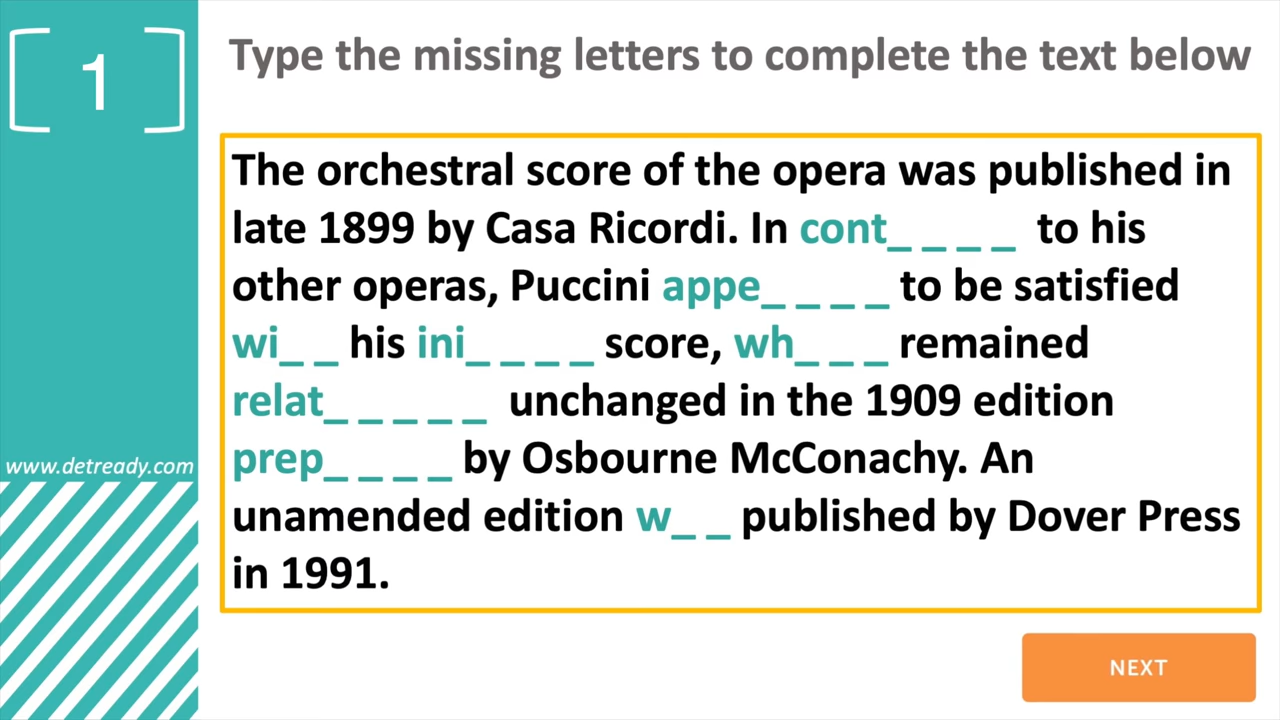 [ 1 ]
Type the missing letters to complete the text below
The orchestral score of the opera was published in
late 1899 by Casa Ricordi. In cont_ _ _ _ to his
other operas, Puccini appe_ _ _ _ to be satisfied
wi_ _ his ini_ _ _ _ score, wh_ _ _ remained
relat_ _ _ _ _ unchanged in the 1909 edition
prep_ _ _ _ by Osbourne McConachy. An
unamended edition w_ _ published by Dover Press
in 1991.
www.detready.com
NEXT